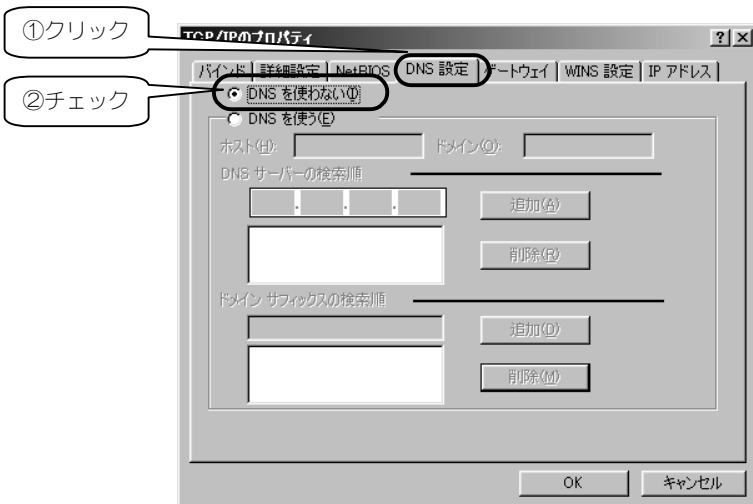 ①クリック
②チェック
TCP/IPのプロパティ
バインド 詳細設定 NetBIOS DNS 設定 ゲートウェイ WINS 設定 IP アドレス
DNS を使わない(I)
DNS を使う(E)
ホスト(H): ドメイン(O):
DNS サーバーの検索順
追加(A)
削除(R)
ドメイン サフィックスの検索順
追加(D)
削除(M)
OK キャンセル